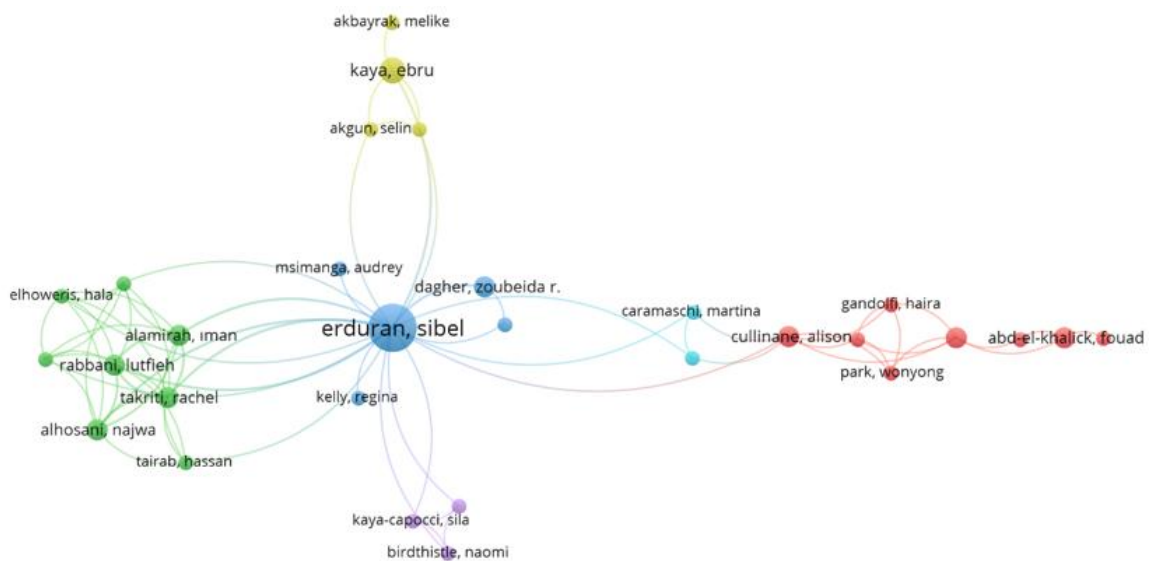 akbayrak, melike
kaya, ebru
akgun, selin
msimanga, audrey
elhoweris, hala
dagher, zoubeida r.
caramaschi, martina
gandolfi, haira
erduran, sibel
alamirah, ıman
cullinane, alison
abd-el-khalick, fouad
rabbani, lutfieh
park, wonyong
takriti, rachel
kelly, regina
alhosani, najwa
tairab, hassan
kaya-capocci, sila
birdthistle, naomi